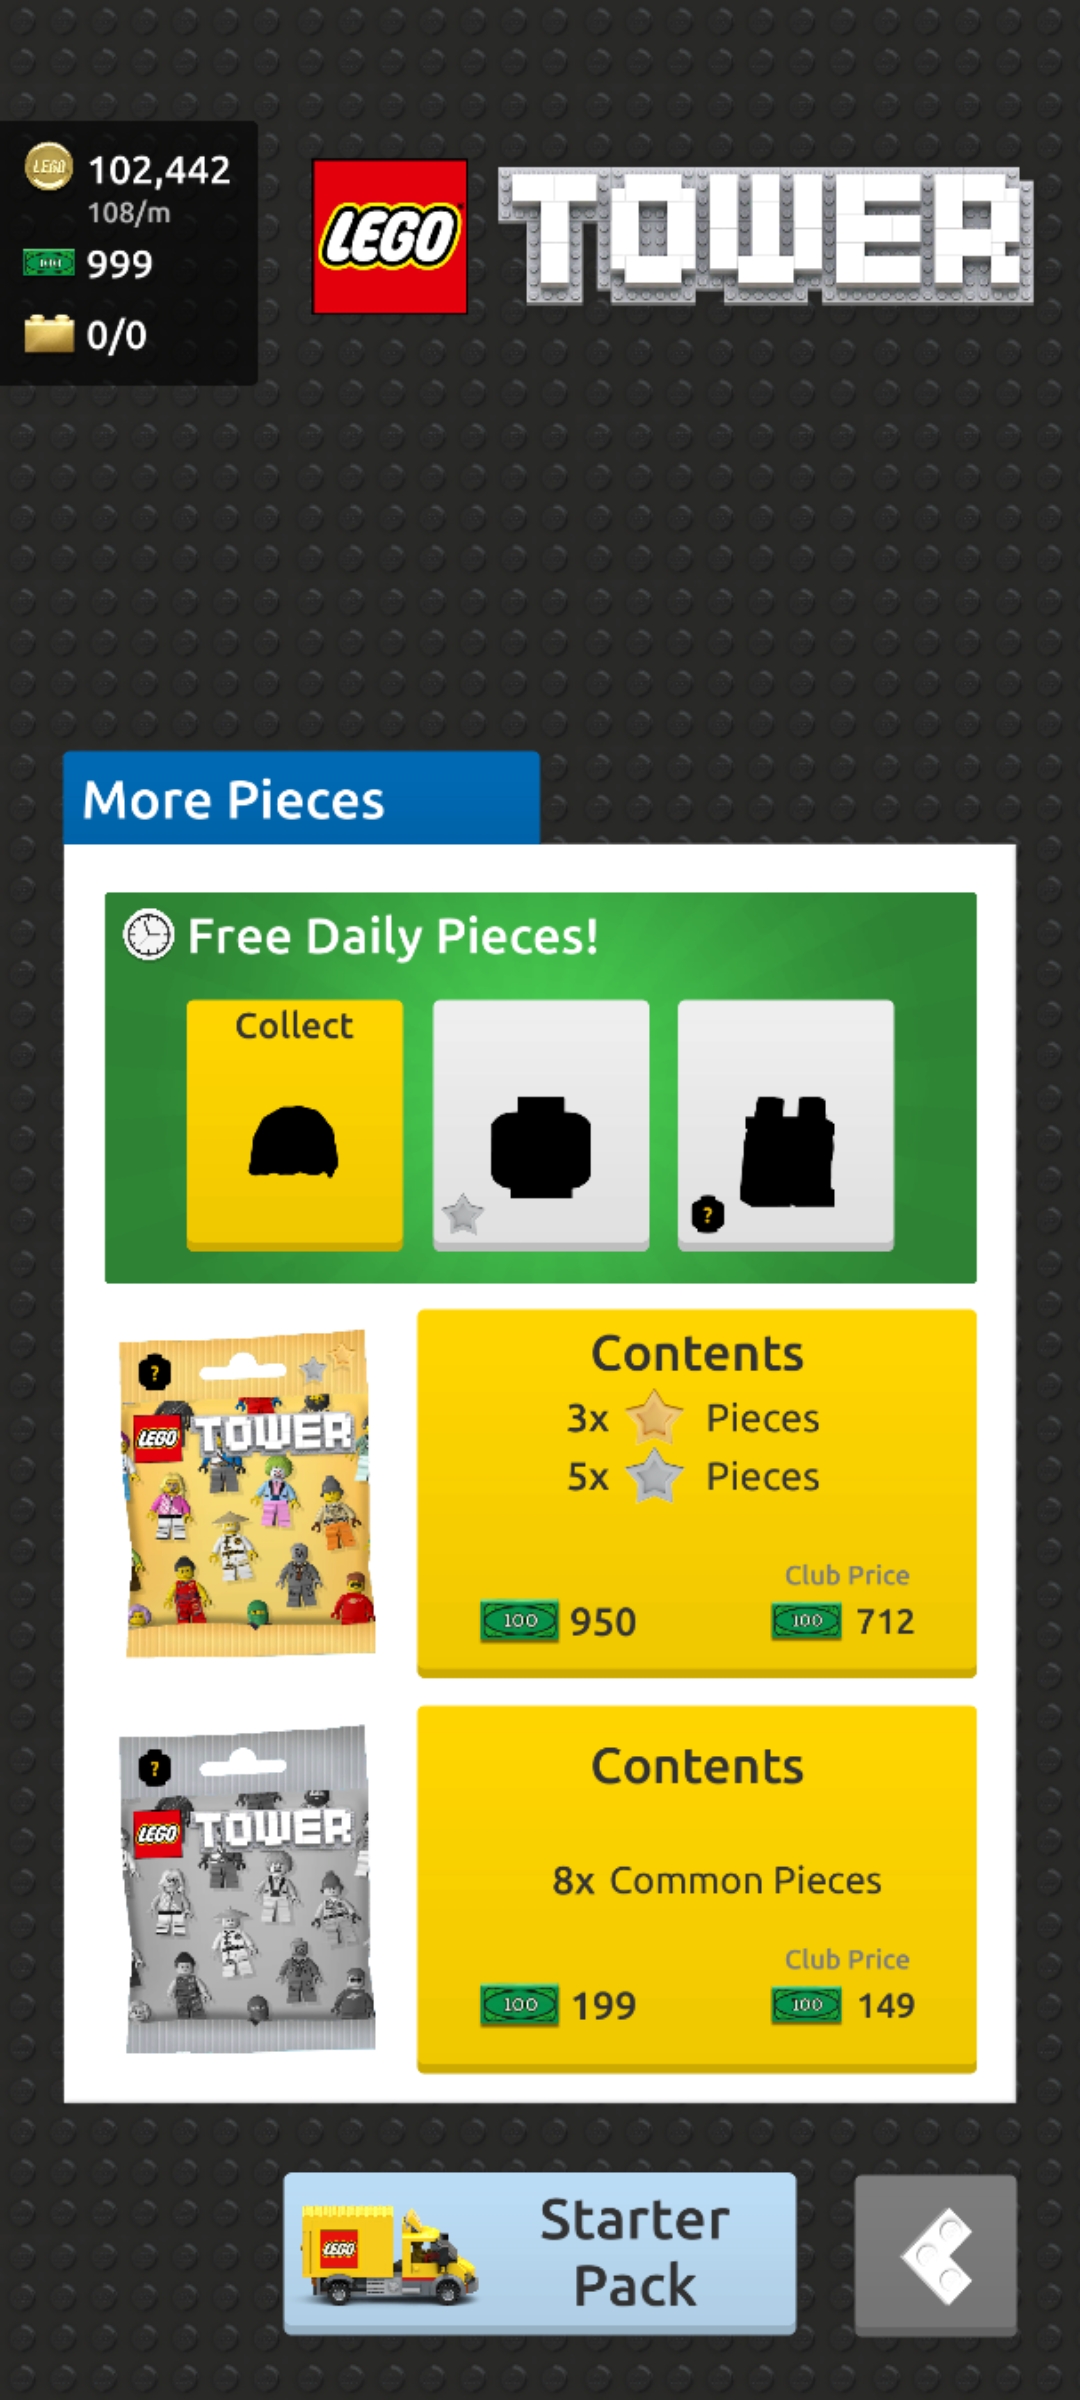 LEGO
102,442
108/m
100
999
0/0
LEGO
TOWER
More Pieces
Free Daily Pieces!
Collect
?
?
LEGO TOWER
Contents
3x Pieces
5x Pieces
Club Price
100 950
100 712
?
LEGO TOWER
Contents
8x Common Pieces
Club Price
100 199
100 149
LEGO
Starter
Pack